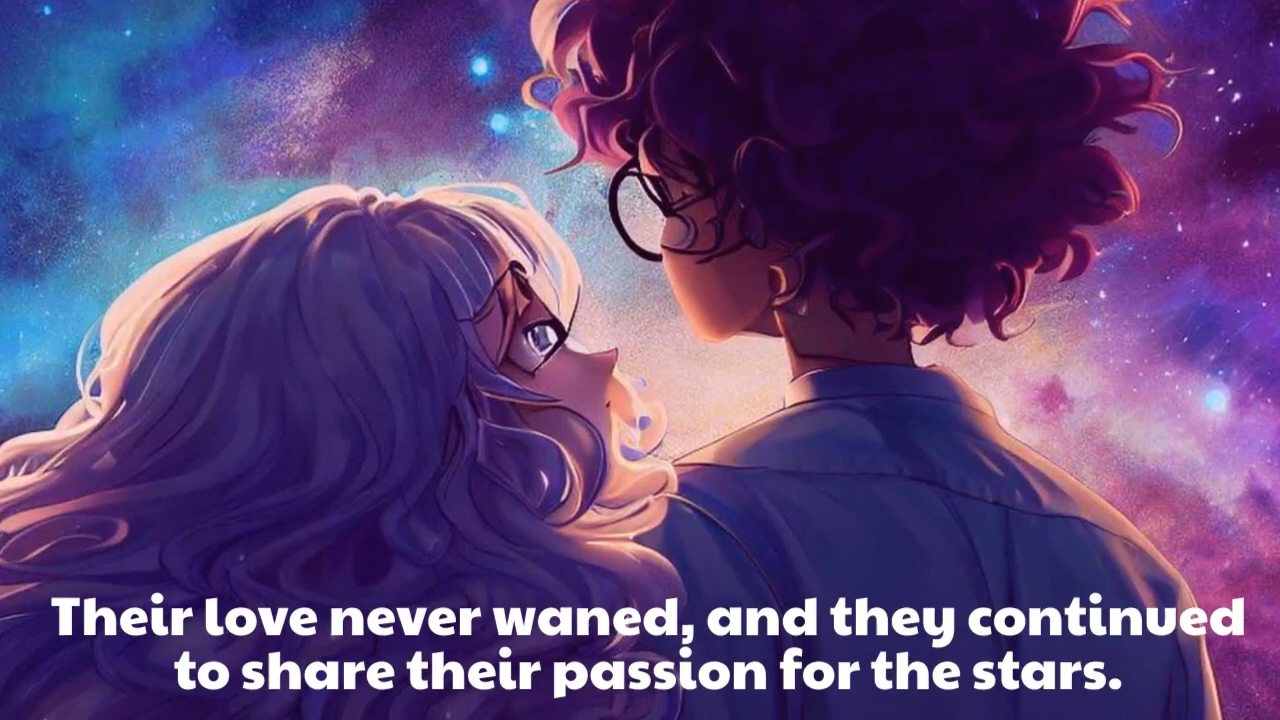 Their love never waned, and they continued
to share their passion for the stars.